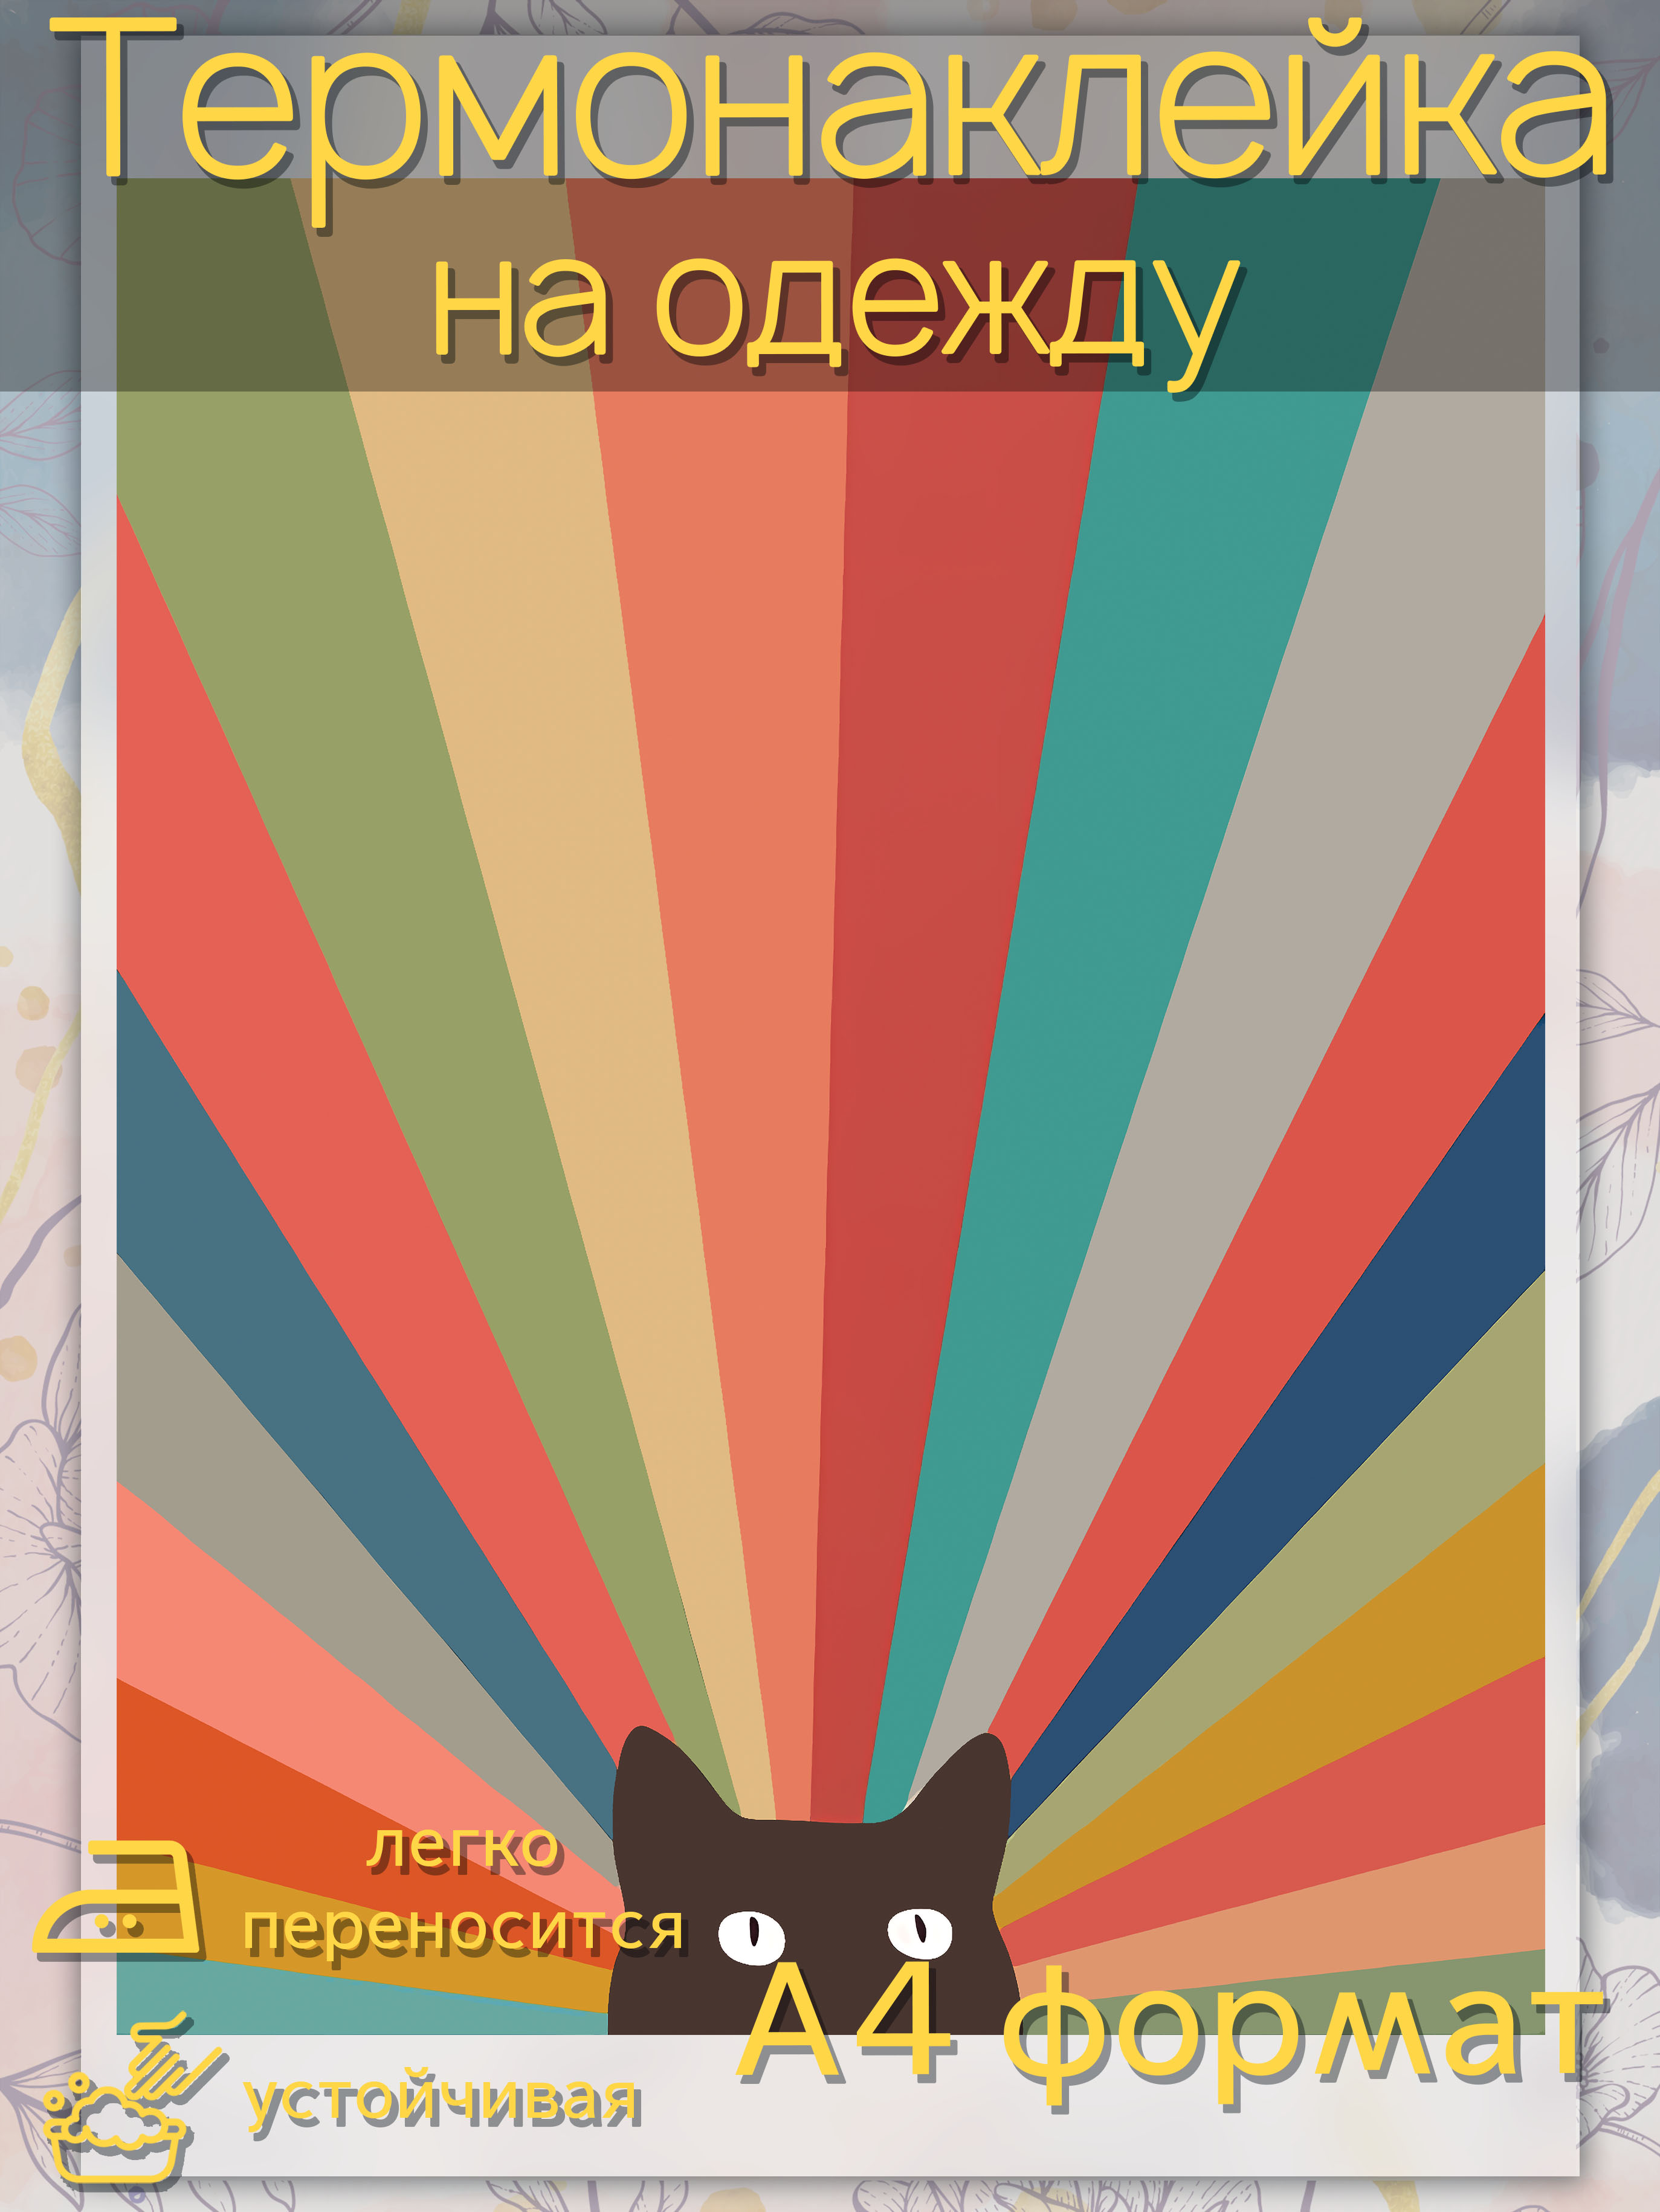 Термонаклейка
на одежду
легко
переносится
А4 формат
устойчивая